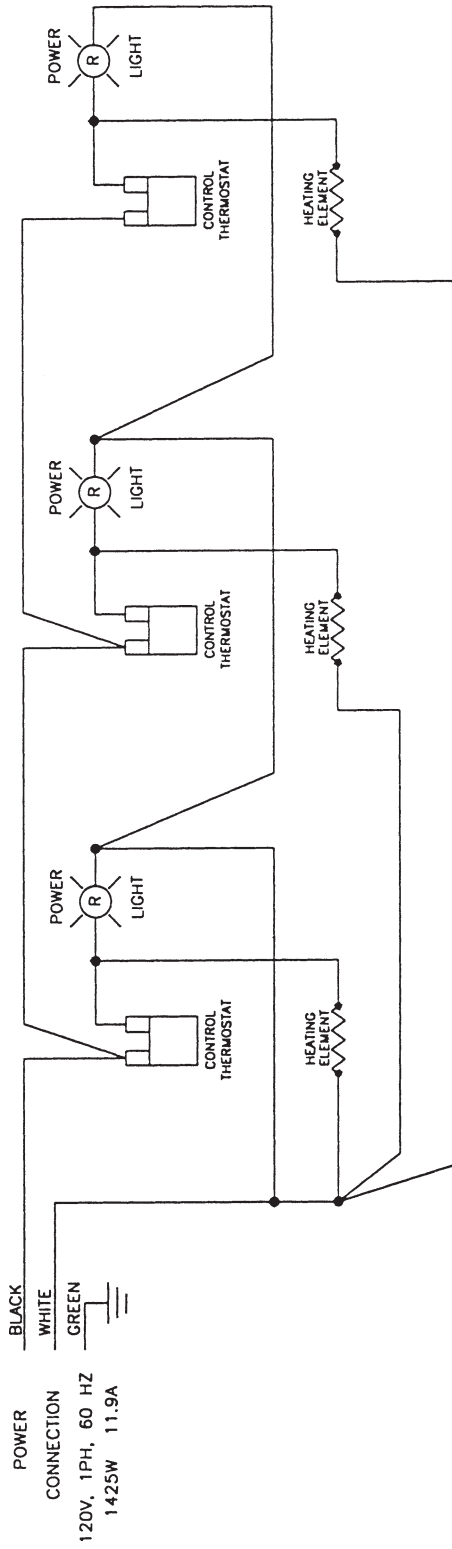 POWER
CONNECTION
120V, 1PH, 60 HZ
1425W 11.9A
BLACK
WHITE
GREEN
CONTROL
THERMOSTAT
POWER
R
LIGHT
HEATING
ELEMENT
CONTROL
THERMOSTAT
POWER
R
LIGHT
HEATING
ELEMENT
CONTROL
THERMOSTAT
POWER
R
LIGHT
HEATING
ELEMENT